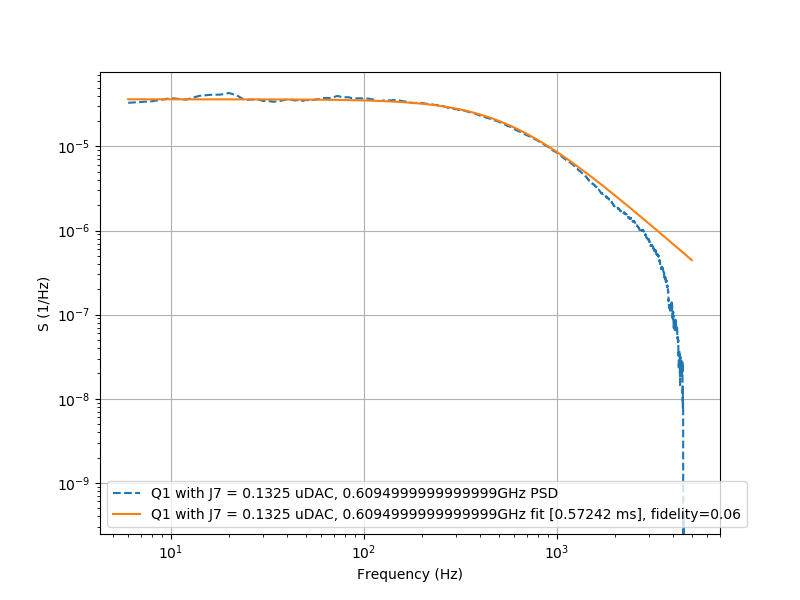 10⁻⁵
10⁻⁶
10⁻⁷
10⁻⁸
10⁻⁹
S (1/Hz)
Q1 with J7 = 0.1325 uDAC, 0.6094999999999999GHz PSD
Q1 with J7 = 0.1325 uDAC, 0.6094999999999999GHz fit [0.57242 ms], fidelity=0.06
10¹ 10² 10³
Frequency (Hz)